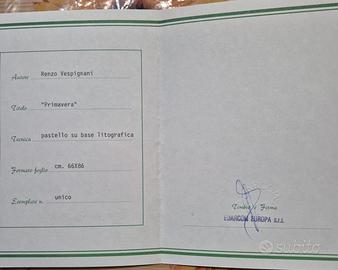 Autore Renzo Vespignani
Titolo "Primavera"
Tecnica pastello su base litografica
Formato foglio cm. 66X86
Esemplare n. unico
Timbro e Firma
EDARCOM EUROPA s.r.l.
subito